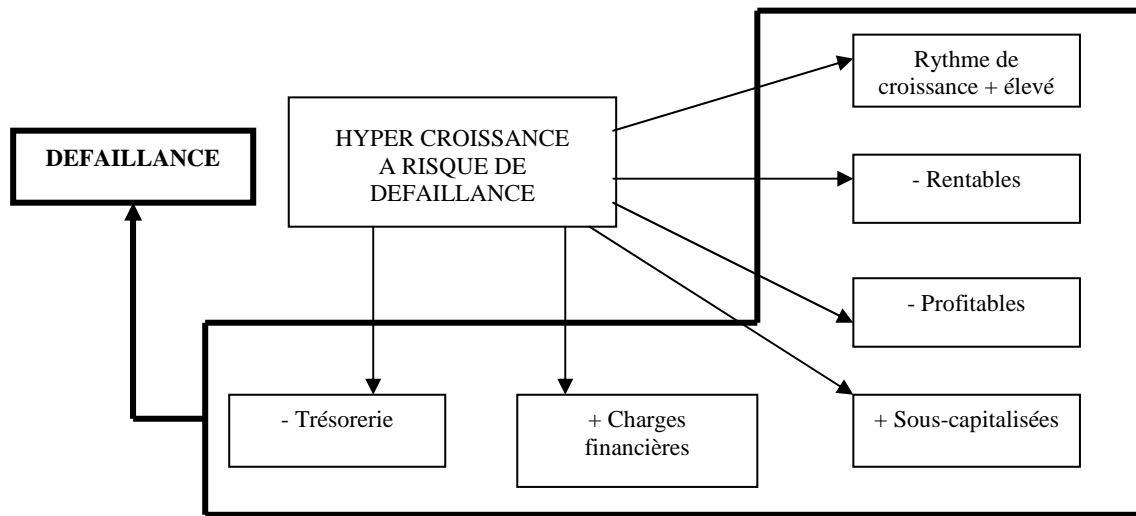 Rythme de
croissance + élevé
HYPER CROISSANCE
A RISQUE DE
DEFAILLANCE
DEFAILLANCE
- Rentables
- Profitables
- Trésorerie
+ Charges
financières
+ Sous-capitalisées